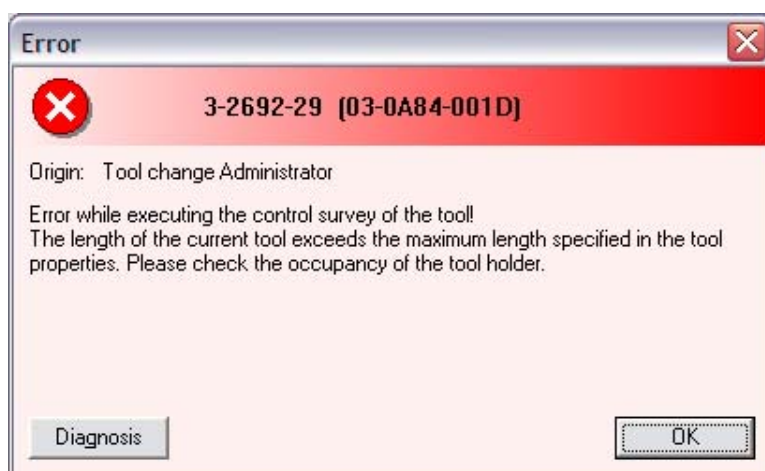 Error
3-2692-29 (03-0A84-001D)
Origin: Tool change Administrator
Error while executing the control survey of the tool!
The length of the current tool exceeds the maximum length specified in the tool
properties. Please check the occupancy of the tool holder.
Diagnosis
OK